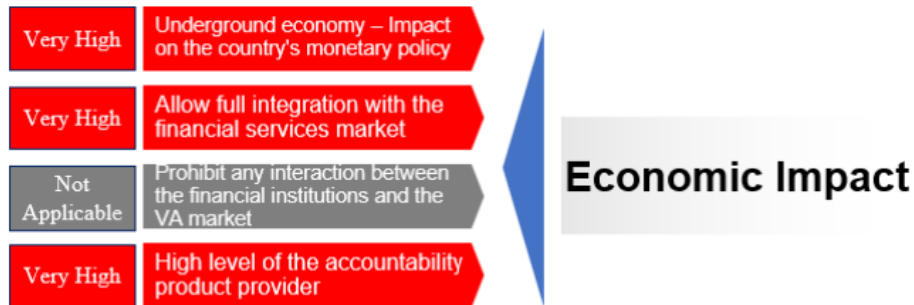 Very High
Underground economy – Impact
on the country's monetary policy
Very High
Allow full integration with the
financial services market
Not
Applicable
Prohibit any interaction between
the financial institutions and the
VA market
Very High
High level of the accountability
product provider
Economic Impact